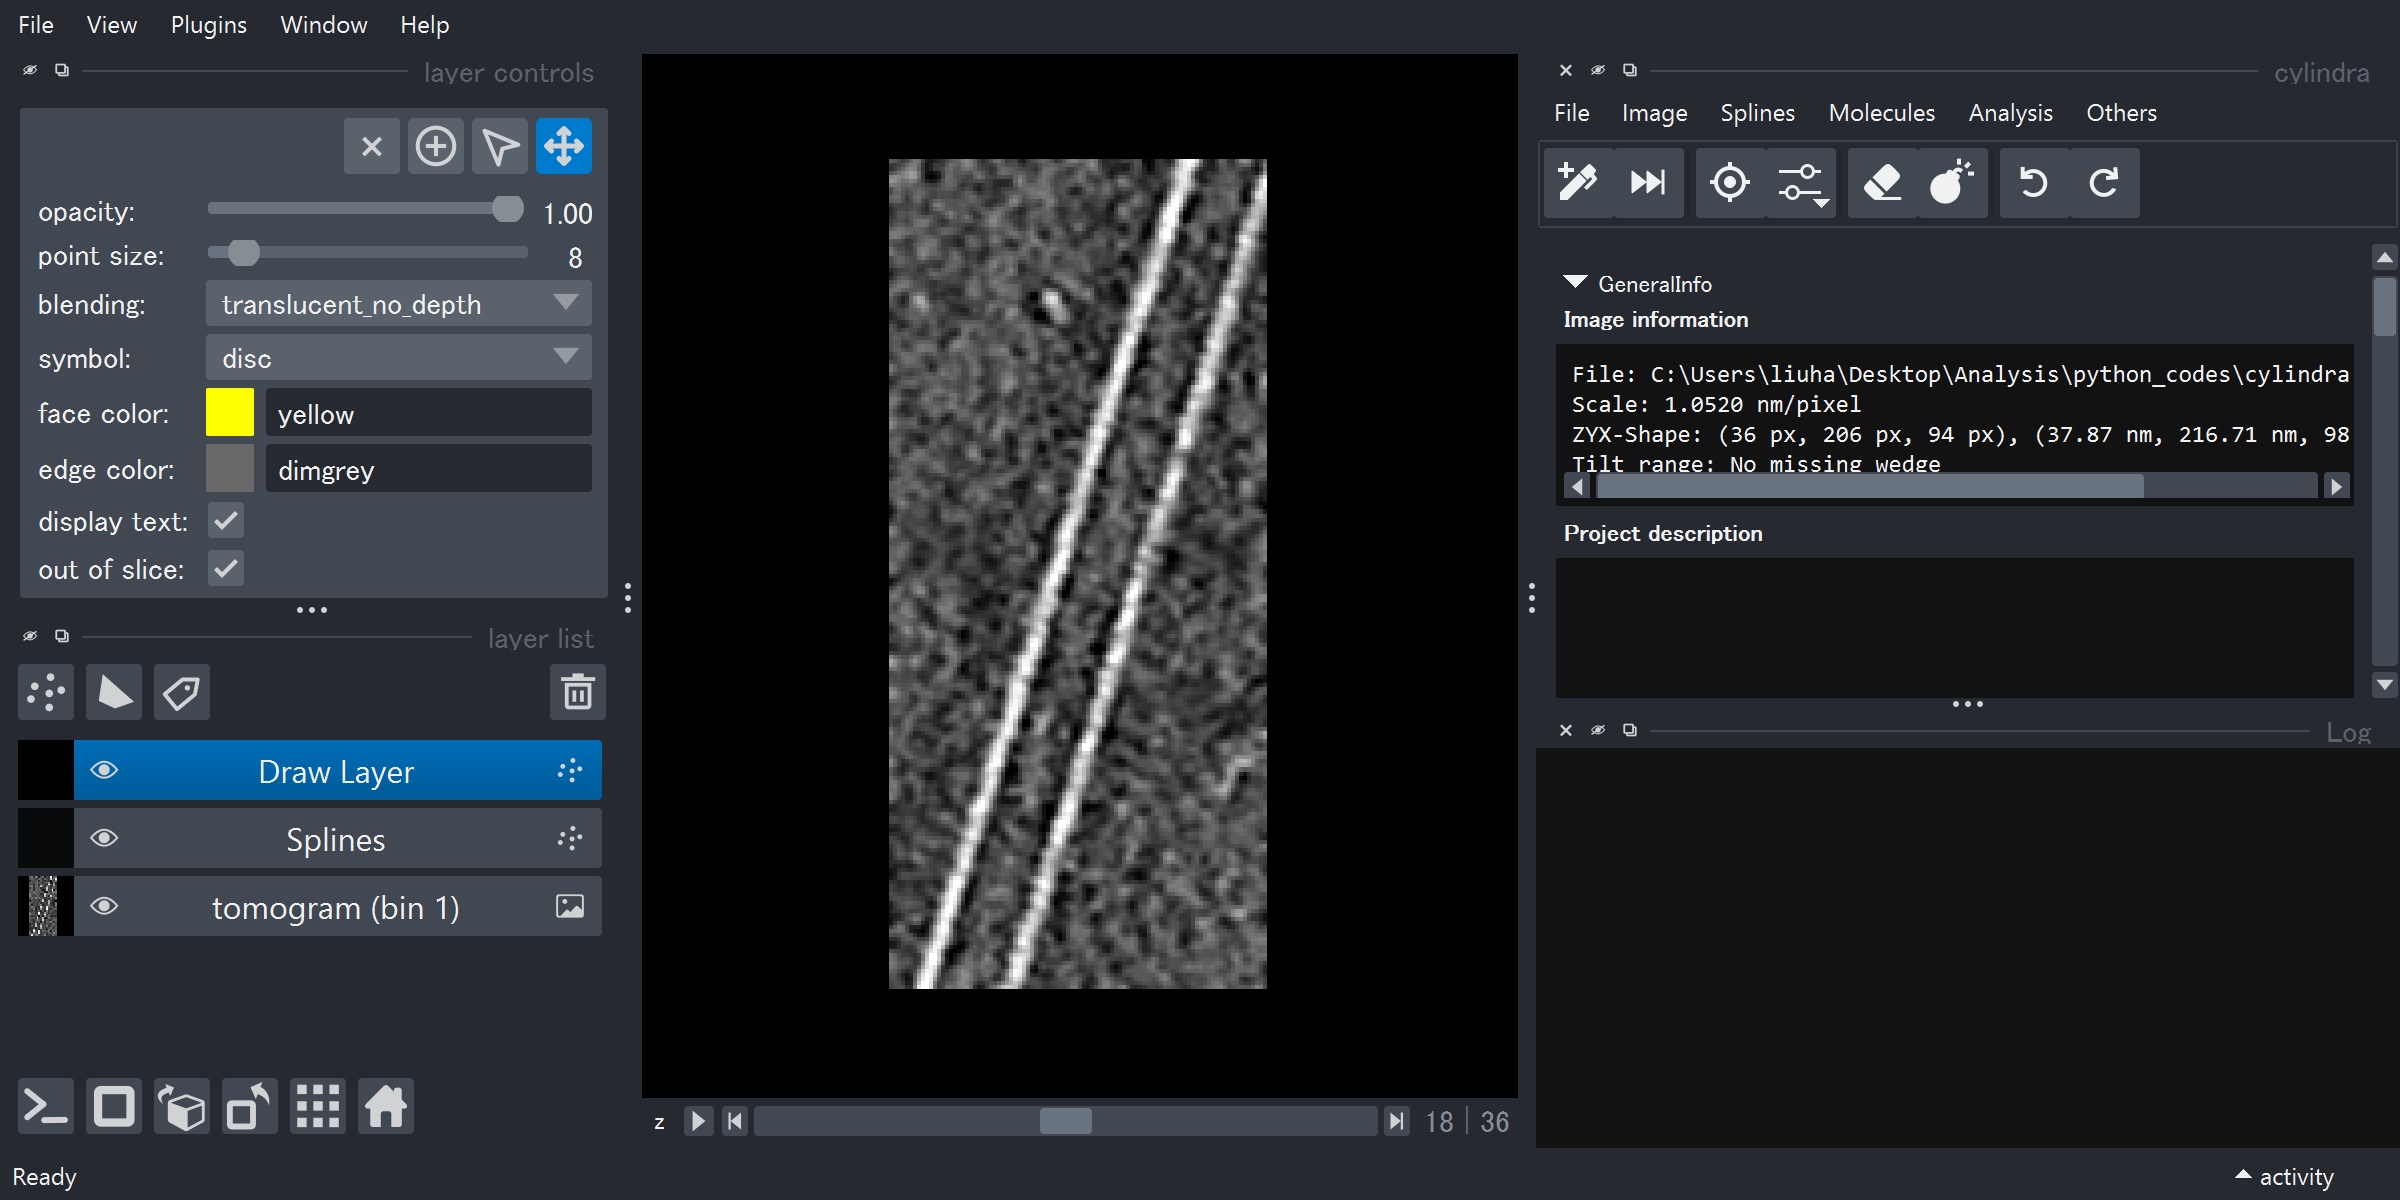 File View Plugins Window Help
layer controls
opacity: 1.00
point size: 8
blending: translucent_no_depth
symbol: disc
face color: yellow
edge color: dimgrey
display text:
out of slice:
layer list
Draw Layer
Splines
tomogram (bin 1)
Ready
z 18 36
cylindra
File Image Splines Molecules Analysis Others
GeneralInfo
Image information
File: C:\Users\liuha\Desktop\Analysis\python_codes\cylindra
Scale: 1.0520 nm/pixel
ZYX-Shape: (36 px, 206 px, 94 px), (37.87 nm, 216.71 nm, 98
Tilt range: No missing wedge
Project description
Log
activity